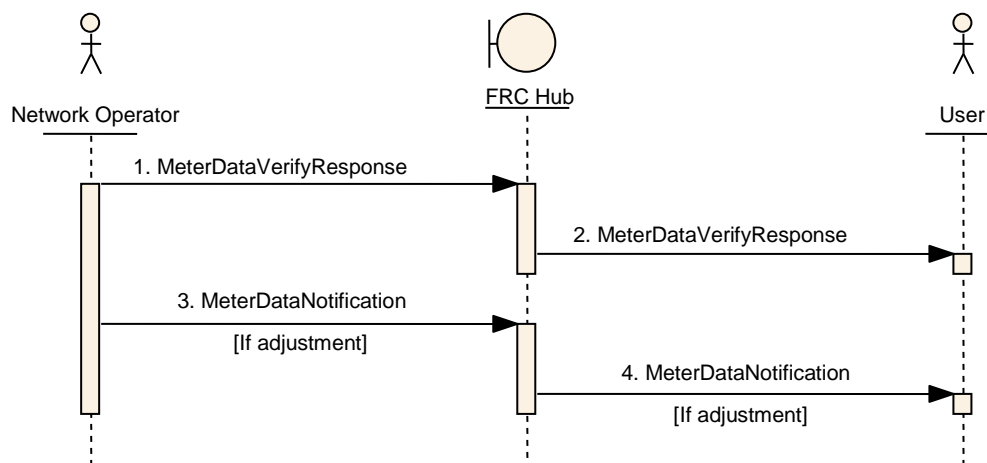 FRC Hub
Network Operator
User
1. MeterDataVerifyResponse
2. MeterDataVerifyResponse
3. MeterDataNotification
[If adjustment]
4. MeterDataNotification
[If adjustment]